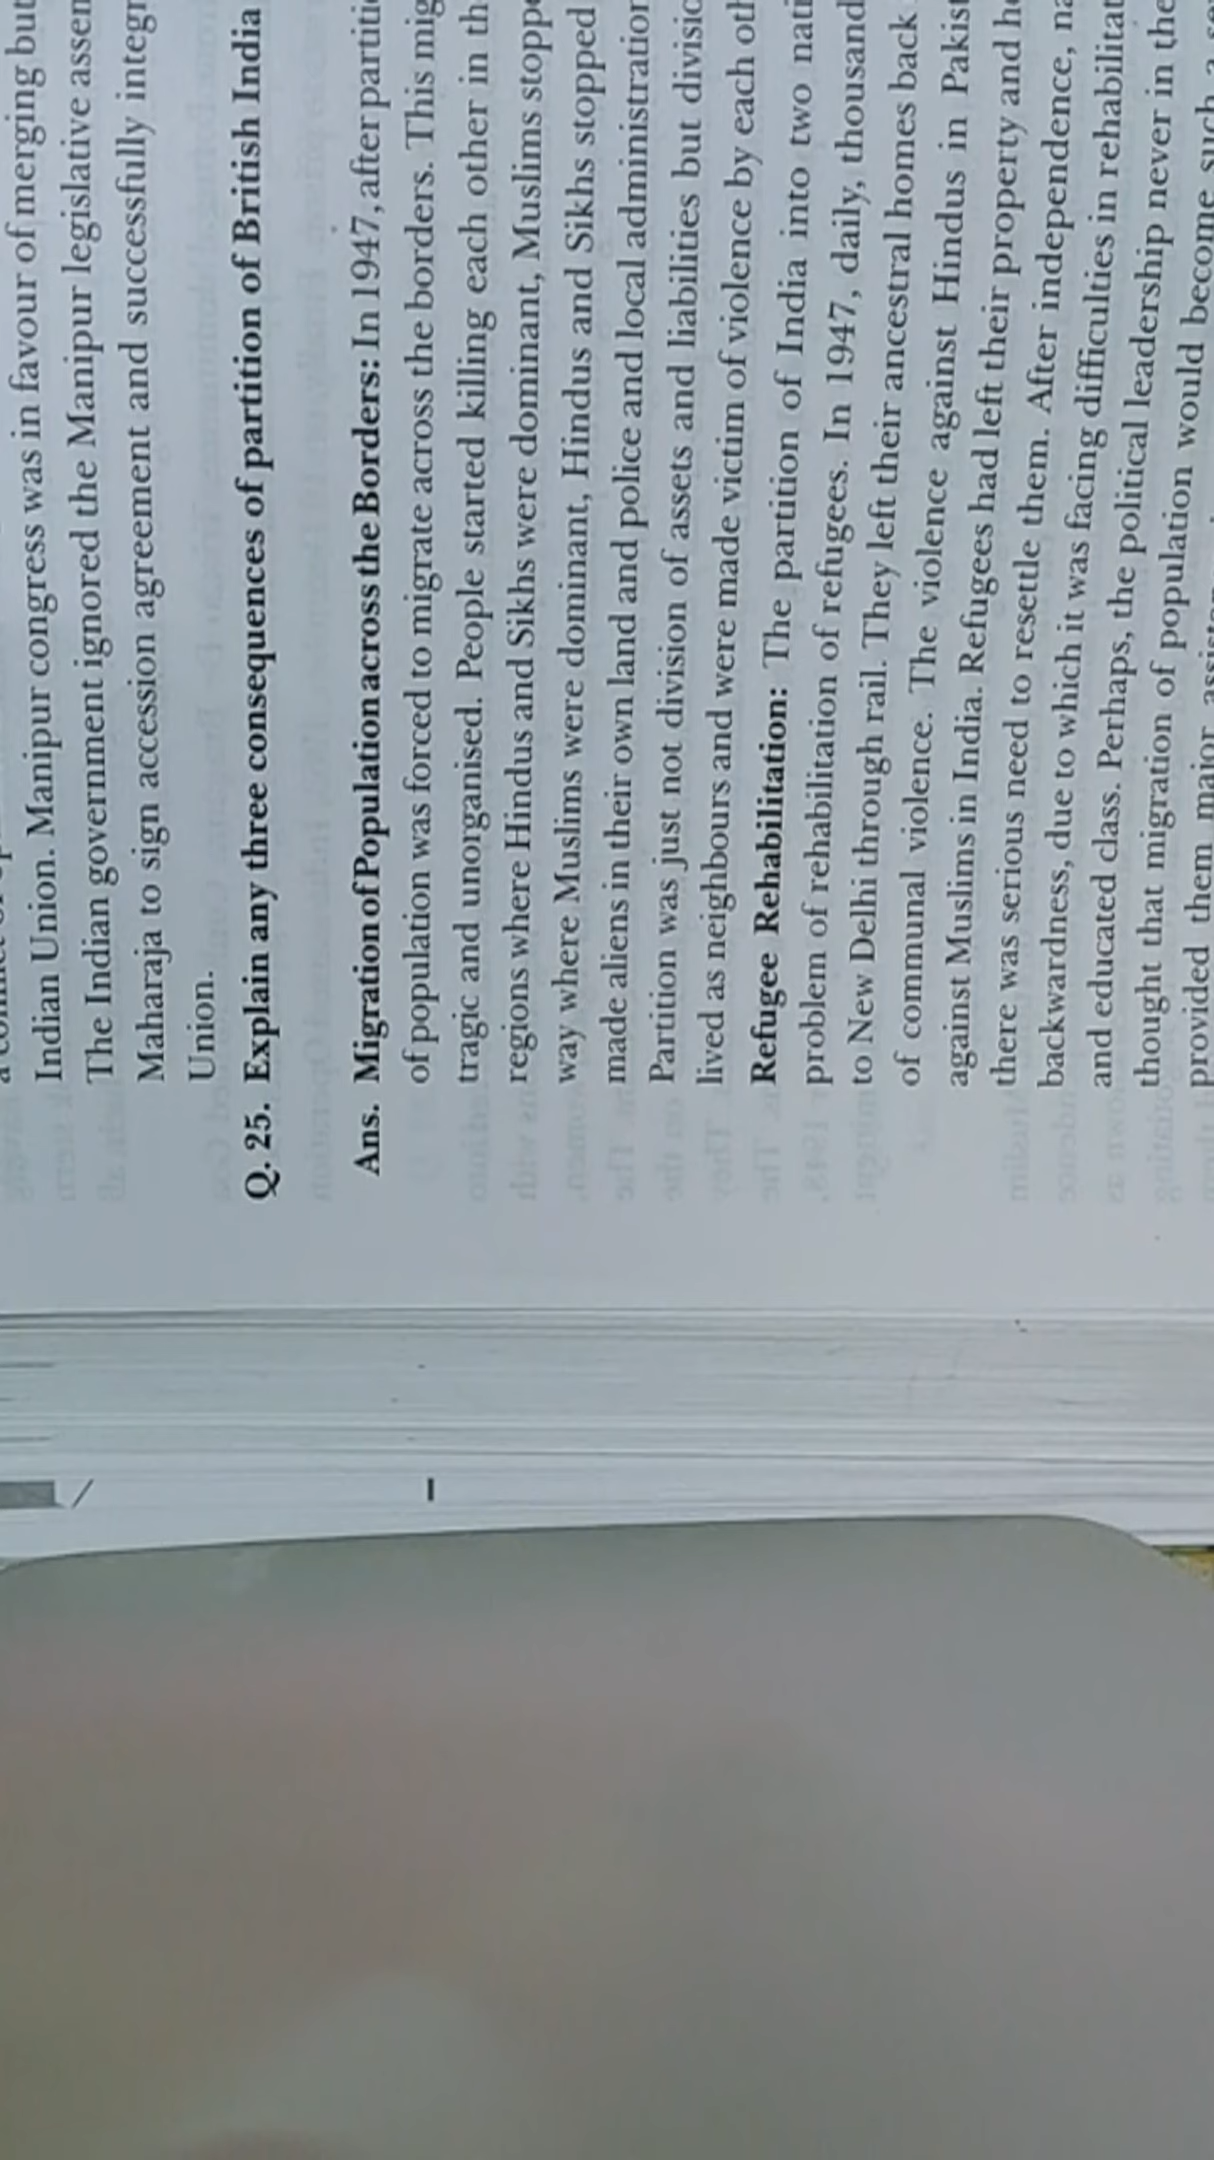 Indian Union. Manipur congress was in favour of merging but
The Indian government ignored the Manipur legislative assem
Maharaja to sign accession agreement and successfully integr
Union.
Q. 25. Explain any three consequences of partition of British India
Ans. Migration of Population across the Borders: In 1947, after partiti
of population was forced to migrate across the borders. This mig
tragic and unorganised. People started killing each other in th
regions where Hindus and Sikhs were dominant, Muslims stopp
way where Muslims were dominant, Hindus and Sikhs stopped
made aliens in their own land and police and local administration
Partition was just not division of assets and liabilities but divisio
lived as neighbours and were made victim of violence by each oth
Refugee Rehabilitation: The partition of India into two nati
problem of rehabilitation of refugees. In 1947, daily, thousand
to New Delhi through rail. They left their ancestral homes back
of communal violence. The violence against Hindus in Pakist
against Muslims in India. Refugees had left their property and h
there was serious need to resettle them. After independence, na
backwardness, due to which it was facing difficulties in rehabilitat
and educated class. Perhaps, the political leadership never in the
thought that migration of population would become such a
provided them major